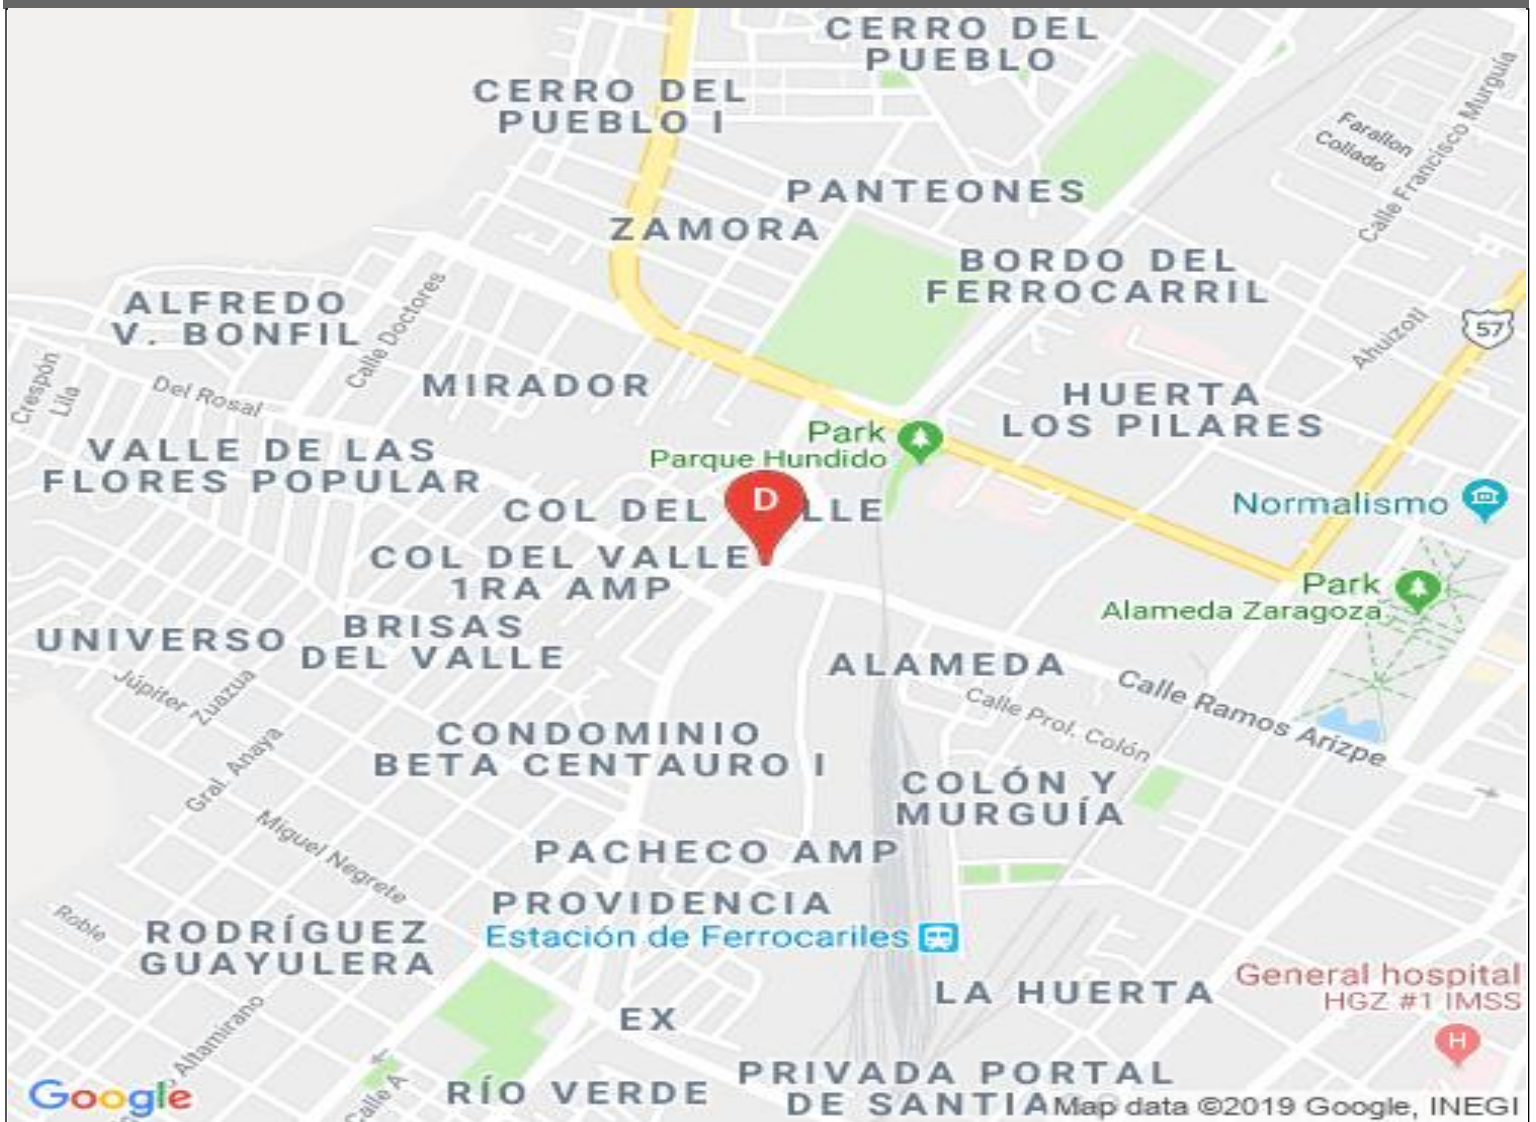 CERRO DEL
PUEBLO
CERRO DEL
PUEBLO I
Farallon
Collado
Calle Francisco Murguía
PANTEONES
ZAMORA
BORDO DEL
FERROCARRIL
ALFREDO
V. BONFIL
Calle Doctores
57
Ahuizotl
Crespón
Lila
Del Rosal
MIRADOR
HUERTA
LOS PILARES
Park
Parque Hundido
VALLE DE LAS
FLORES POPULAR
D
COL DEL LLE
Normalismo
COL DEL VALLE
1RA AMP
Park
Alameda Zaragoza
UNIVERSO
BRISAS
DEL VALLE
ALAMEDA
Júpiter
Zuazua
Calle Ramos Arizpe
Calle Prol. Colón
CONDOMINIO
BETA CENTAURO I
Gral. Anaya
COLÓN Y
MURGUÍA
Miguel Negrete
PACHECO AMP
PROVIDENCIA
Estación de Ferrocariles
Roble
RODRÍGUEZ
GUAYULERA
General hospital
HGZ #1 IMSS
H
LA HUERTA
EX
Altamirano
PRIVADA PORTAL
DE SANTIA
RÍO VERDE
Calle A
Google
Map data ©2019 Google, INEGI